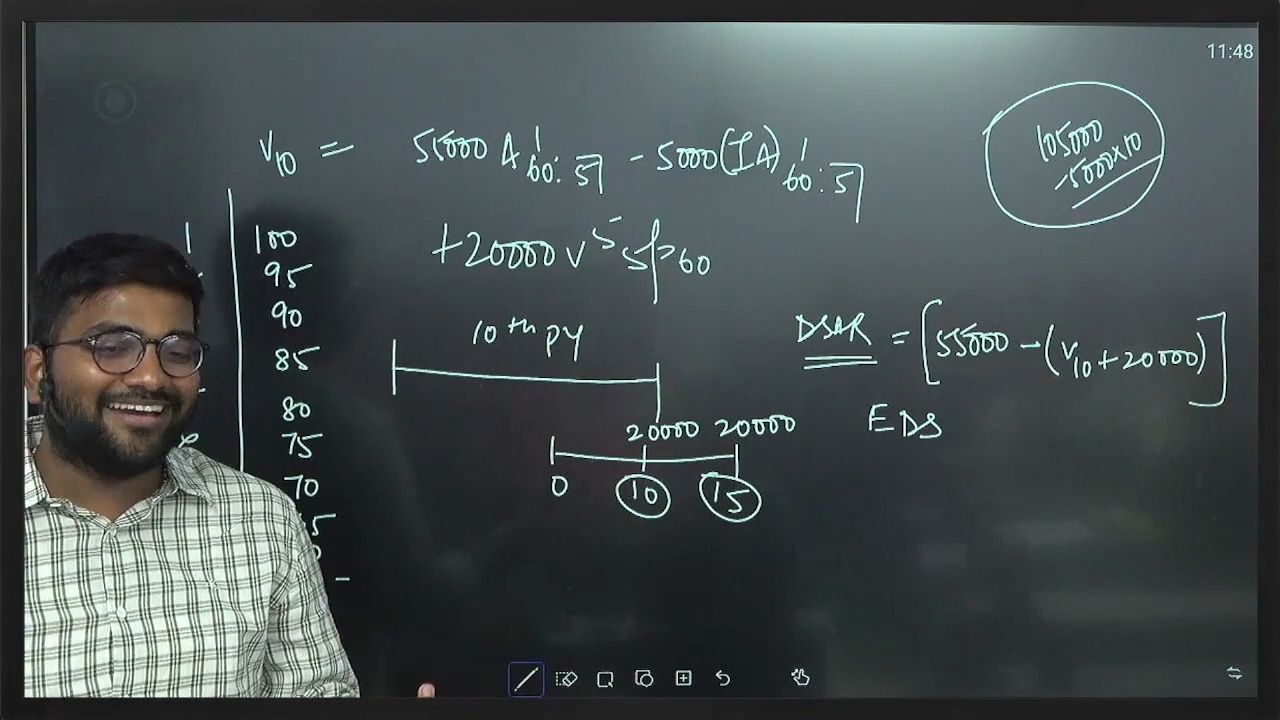 11:48
V10 = 55000 A¹60:5⌉ - 5000(IA)¹60:5⌉
105000
-5000×10
+20000 v⁵ 5p60
1
100
95
90
85
80
75
70
10th py
DSAR = [55000 - (V10 + 20000)]
EDS
20000 20000
0 10 15